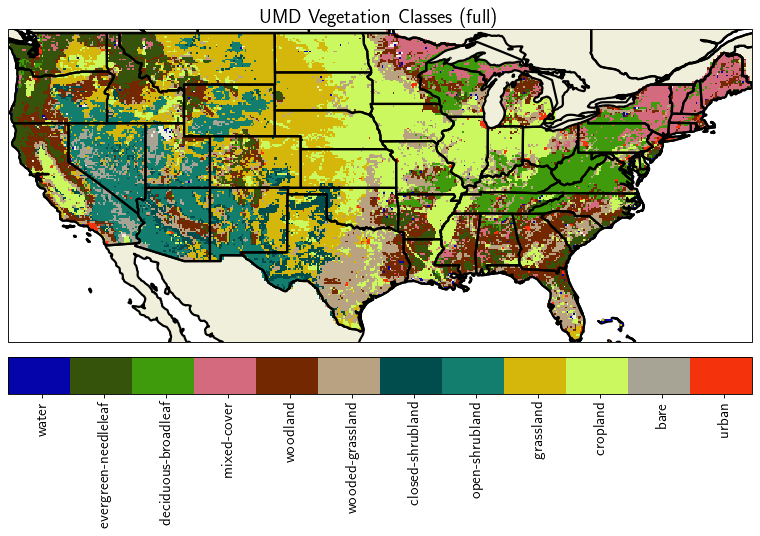 UMD Vegetation Classes (full)
water
evergreen-needleleaf
deciduous-broadleaf
mixed-cover
woodland
wooded-grassland
closed-shrubland
open-shrubland
grassland
cropland
bare
urban